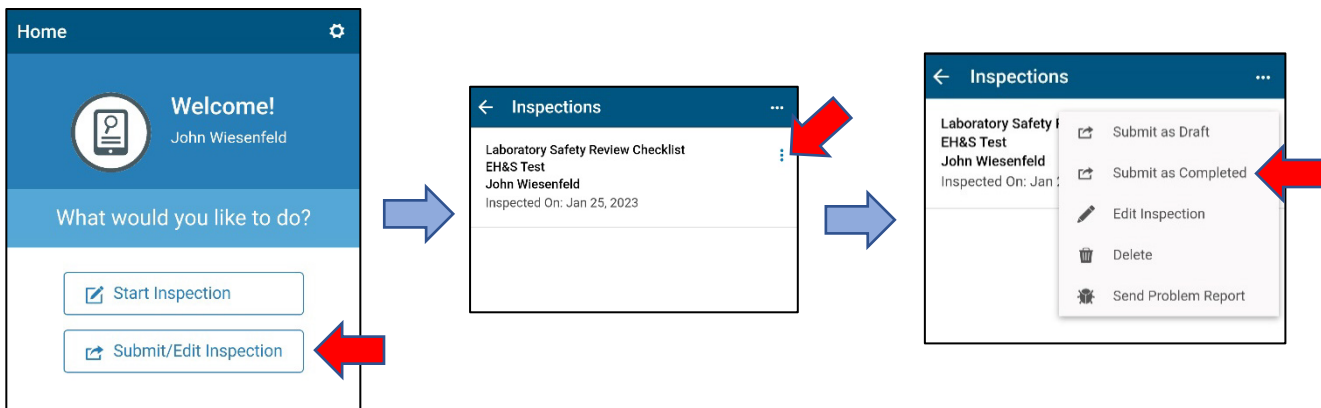 Home
Welcome!
John Wiesenfeld
What would you like to do?
Start Inspection
Submit/Edit Inspection
Inspections
Laboratory Safety Review Checklist
EH&S Test
John Wiesenfeld
Inspected On: Jan 25, 2023
Inspections
Laboratory Safety
EH&S Test
John Wiesenfeld
Inspected On: Jan
Submit as Draft
Submit as Completed
Edit Inspection
Delete
Send Problem Report